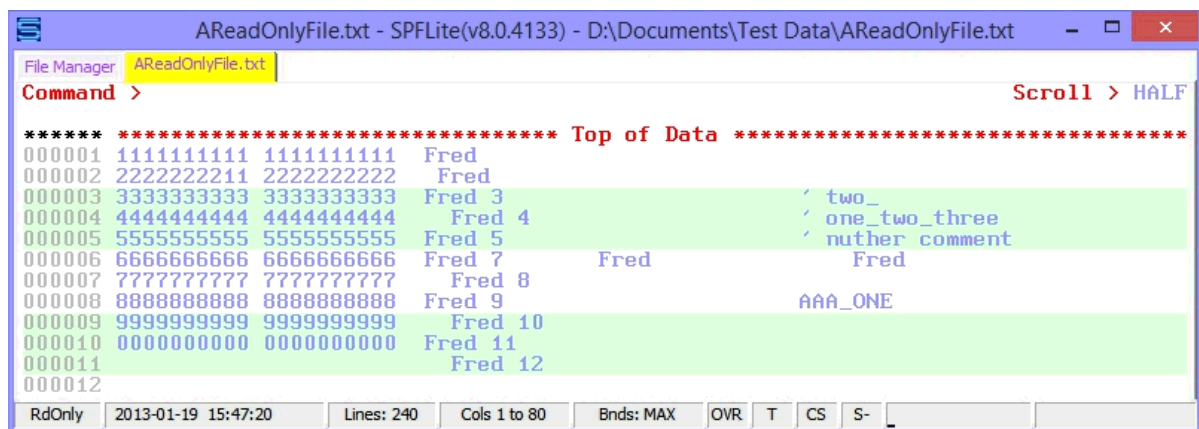 AReadOnlyFile.txt - SPFLite(v8.0.4133) - D:\Documents\Test Data\AReadOnlyFile.txt
File Manager AReadOnlyFile.txt
Command > Scroll > HALF
****** ********************************* Top of Data **********************************
000001 1111111111 1111111111 Fred
000002 2222222211 2222222222 Fred
000003 3333333333 3333333333 Fred 3 ' two_
000004 4444444444 4444444444 Fred 4 ' one_two_three
000005 5555555555 5555555555 Fred 5 ' nuther comment
000006 6666666666 6666666666 Fred 7 Fred Fred
000007 7777777777 7777777777 Fred 8
000008 8888888888 8888888888 Fred 9 AAA_ONE
000009 9999999999 9999999999 Fred 10
000010 0000000000 0000000000 Fred 11
000011 Fred 12
000012
RdOnly 2013-01-19 15:47:20 Lines: 240 Cols 1 to 80 Bnds: MAX OVR T CS S-